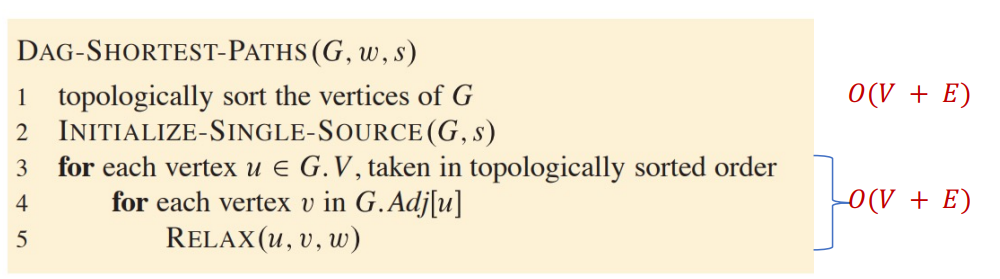 DAG-SHORTEST-PATHS(G, w, s)
1 topologically sort the vertices of G O(V + E)
2 INITIALIZE-SINGLE-SOURCE(G, s)
3 for each vertex u ∈ G.V, taken in topologically sorted order
4 for each vertex v in G.Adj[u] O(V + E)
5 RELAX(u, v, w)